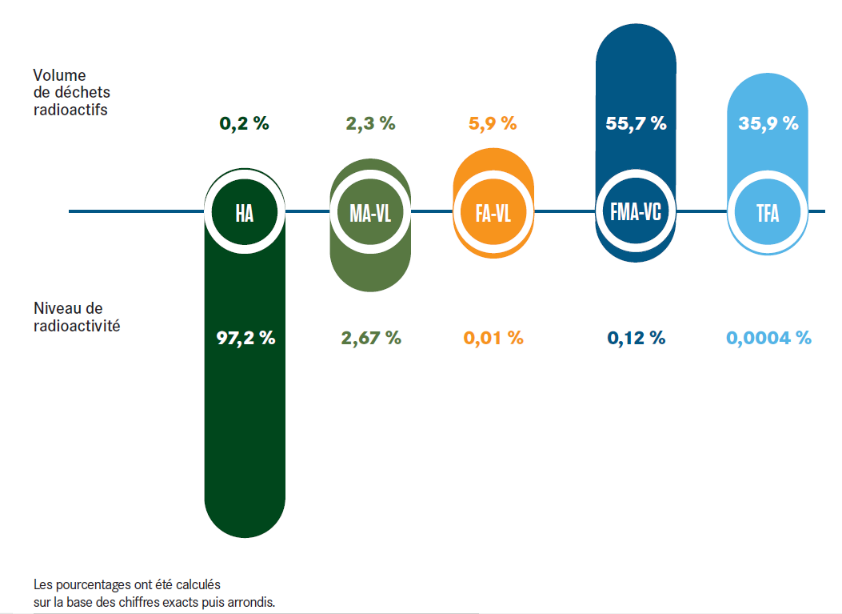 Volume
de déchets
radioactifs
0,2 % 2,3 % 5,9 % 55,7 % 35,9 %
HA MA-VL FA-VL FMA-VC TFA
Niveau de
radioactivité
97,2 % 2,67 % 0,01 % 0,12 % 0,0004 %
Les pourcentages ont été calculés
sur la base des chiffres exacts puis arrondis.